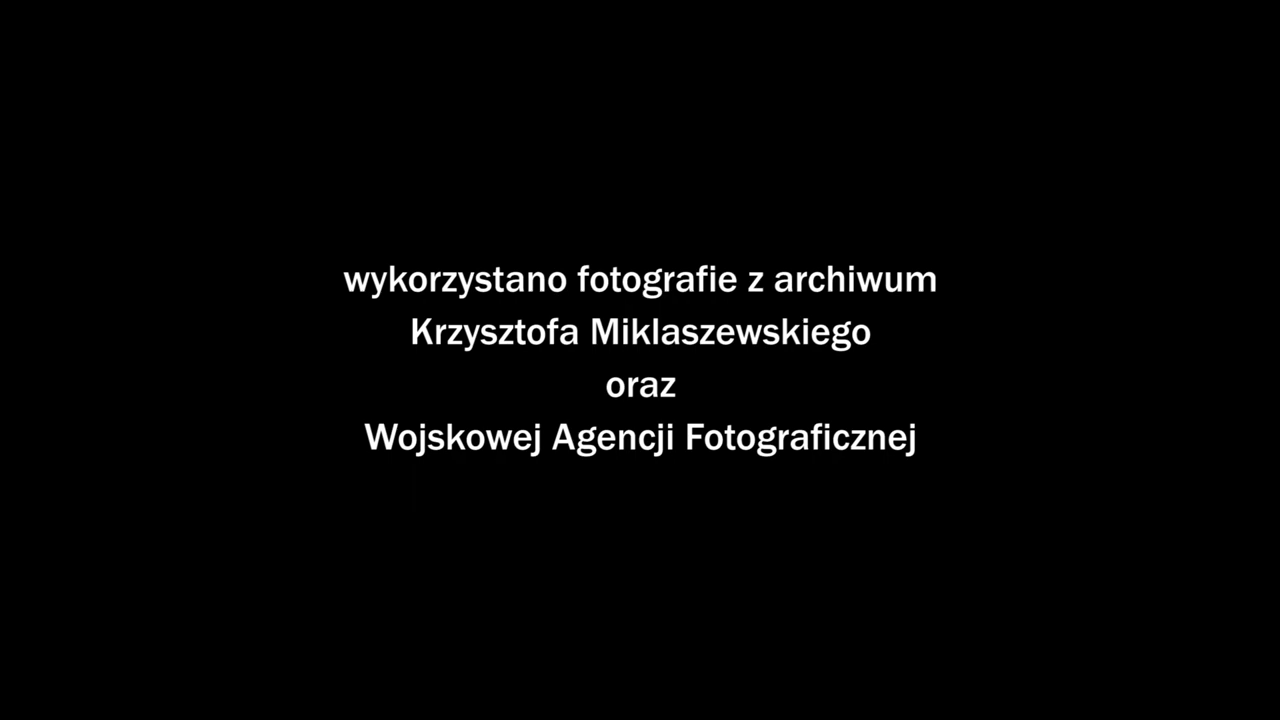 wykorzystano fotografie z archiwum
Krzysztofa Miklaszewskiego
oraz
Wojskowej Agencji Fotograficznej